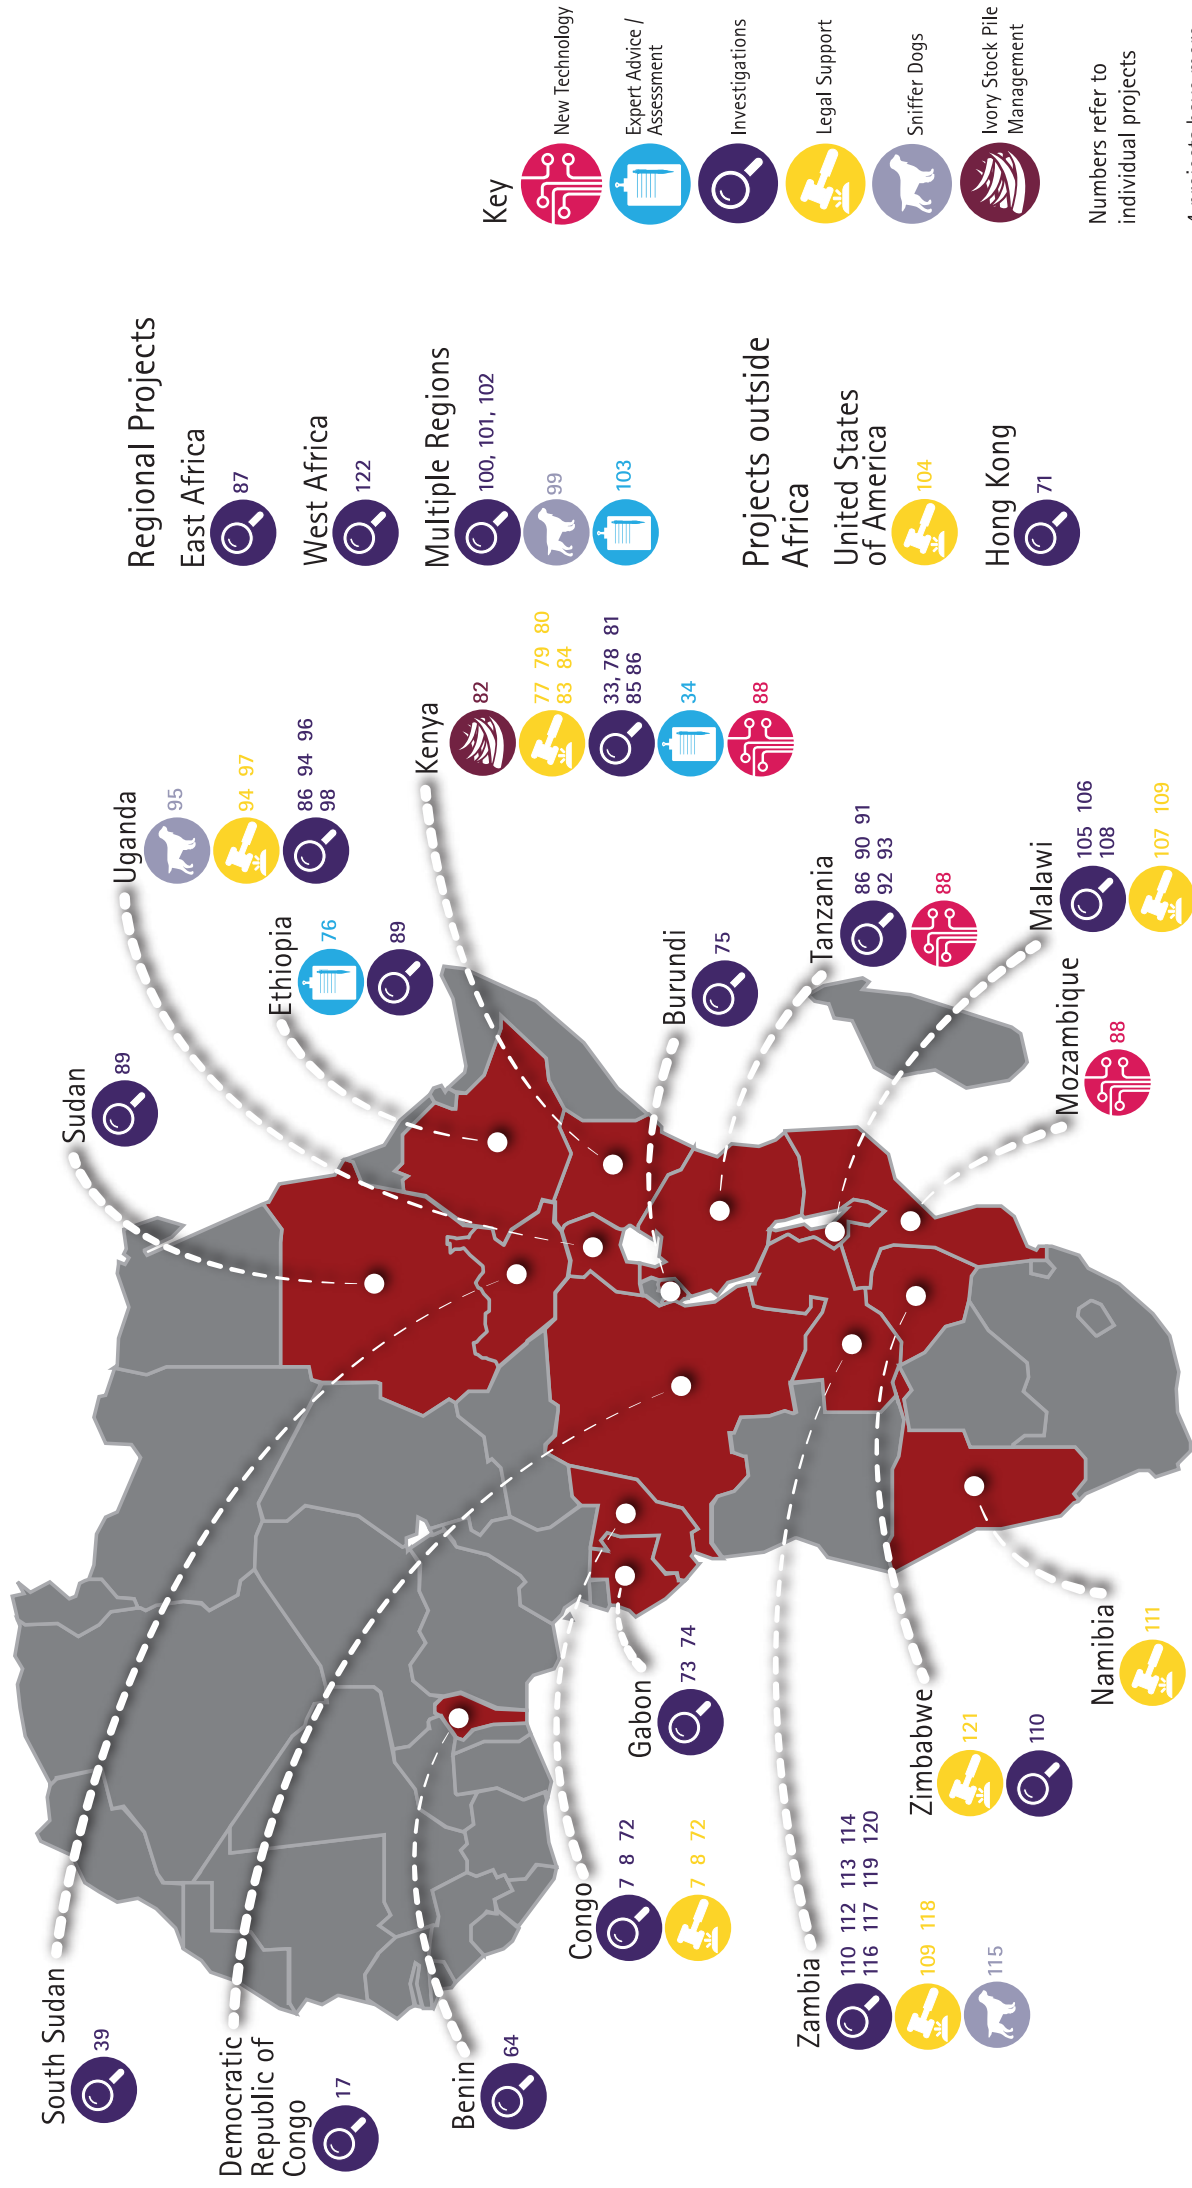 South Sudan
39
Democratic
Republic of
Congo
17
Benin
64
Sudan
89
Uganda
95
94 97
86 94 96
98
Ethiopia
76
89
Kenya
82
77 79 80
83 84
33, 78 81
85 86
34
88
Burundi
75
Tanzania
86 90 91
92 93
88
Malawi
105 106
108
107 109
Mozambique
88
Congo
7 8 72
7 8 72
Gabon
73 74
Zambia
110 112 113 114
116 117 119 120
109 118
115
Zimbabwe
121
110
Namibia
111
Regional Projects
East Africa
87
West Africa
122
Multiple Regions
100, 101, 102
99
103
Projects outside
Africa
United States
of America
104
Hong Kong
71
Key
New Technology
Expert Advice /
Assessment
Investigations
Legal Support
Sniffer Dogs
Ivory Stock Pile
Management
Numbers refer to
individual projects